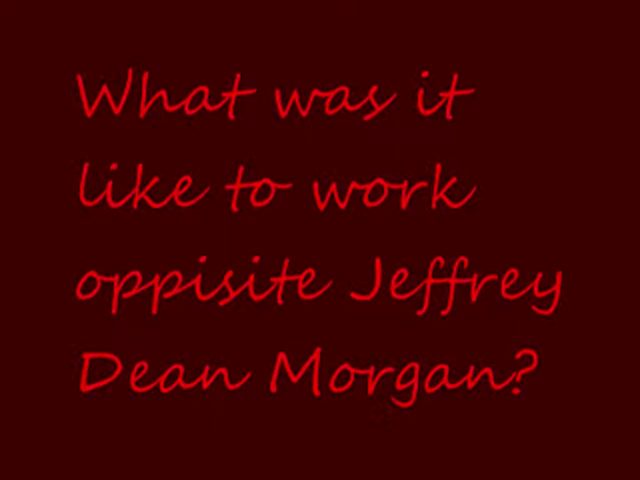 What was it
like to work
oppisite Jeffrey
Dean Morgan?